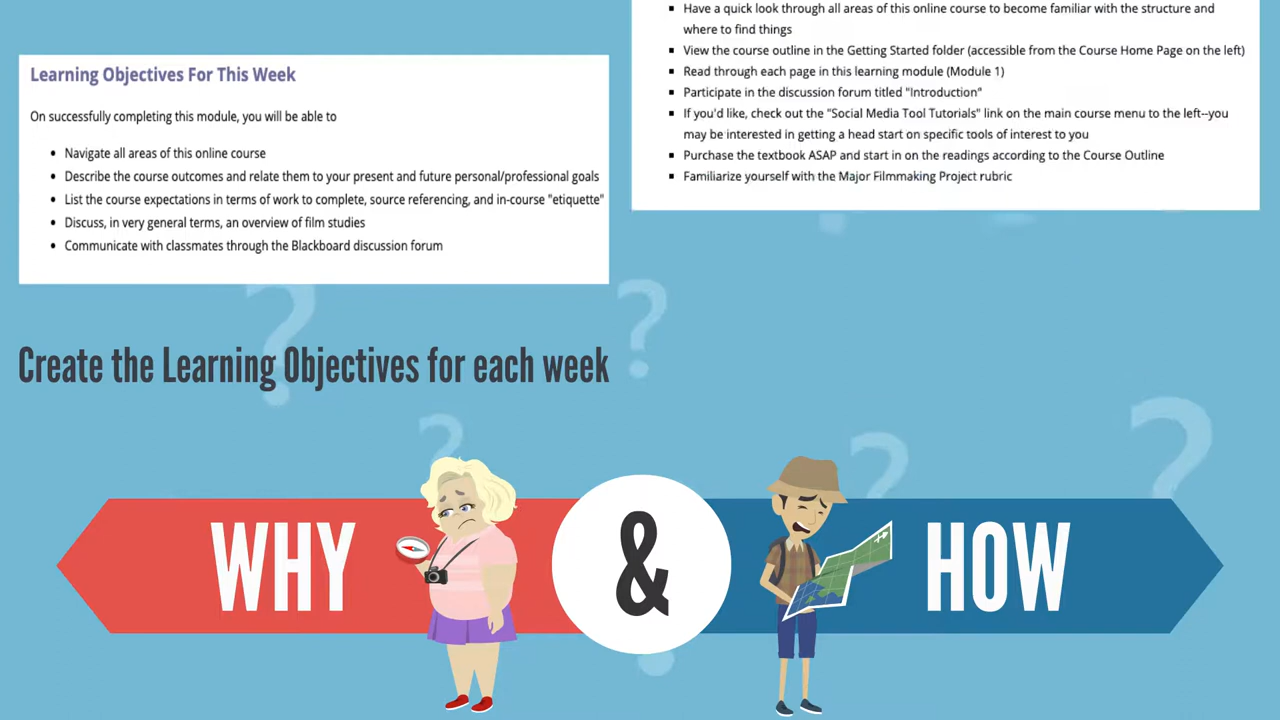 Learning Objectives For This Week
On successfully completing this module, you will be able to
• Navigate all areas of this online course
• Describe the course outcomes and relate them to your present and future personal/professional goals
• List the course expectations in terms of work to complete, source referencing, and in-course "etiquette"
• Discuss, in very general terms, an overview of film studies
• Communicate with classmates through the Blackboard discussion forum
▪ Have a quick look through all areas of this online course to become familiar with the structure and
where to find things
▪ View the course outline in the Getting Started folder (accessible from the Course Home Page on the left)
▪ Read through each page in this learning module (Module 1)
▪ Participate in the discussion forum titled "Introduction"
▪ If you'd like, check out the "Social Media Tool Tutorials" link on the main course menu to the left--you
may be interested in getting a head start on specific tools of interest to you
▪ Purchase the textbook ASAP and start in on the readings according to the Course Outline
▪ Familiarize yourself with the Major Filmmaking Project rubric
Create the Learning Objectives for each week
WHY & HOW